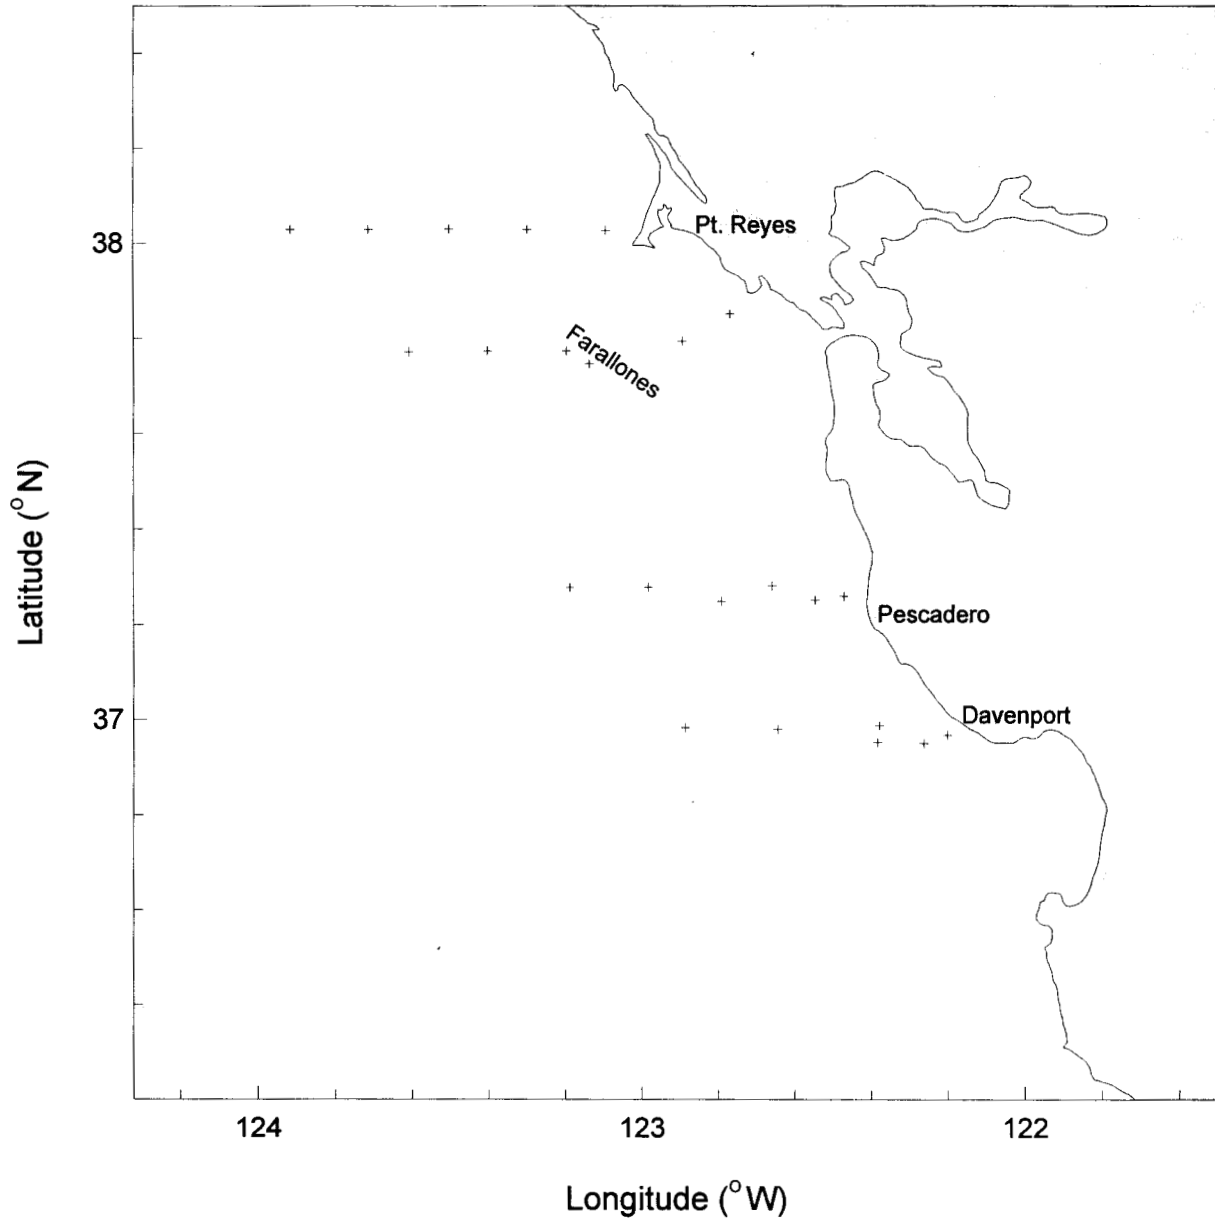 Pt. Reyes
38
Farallones
Latitude (°N)
Pescadero
37
Davenport
124
123
122
Longitude (°W)